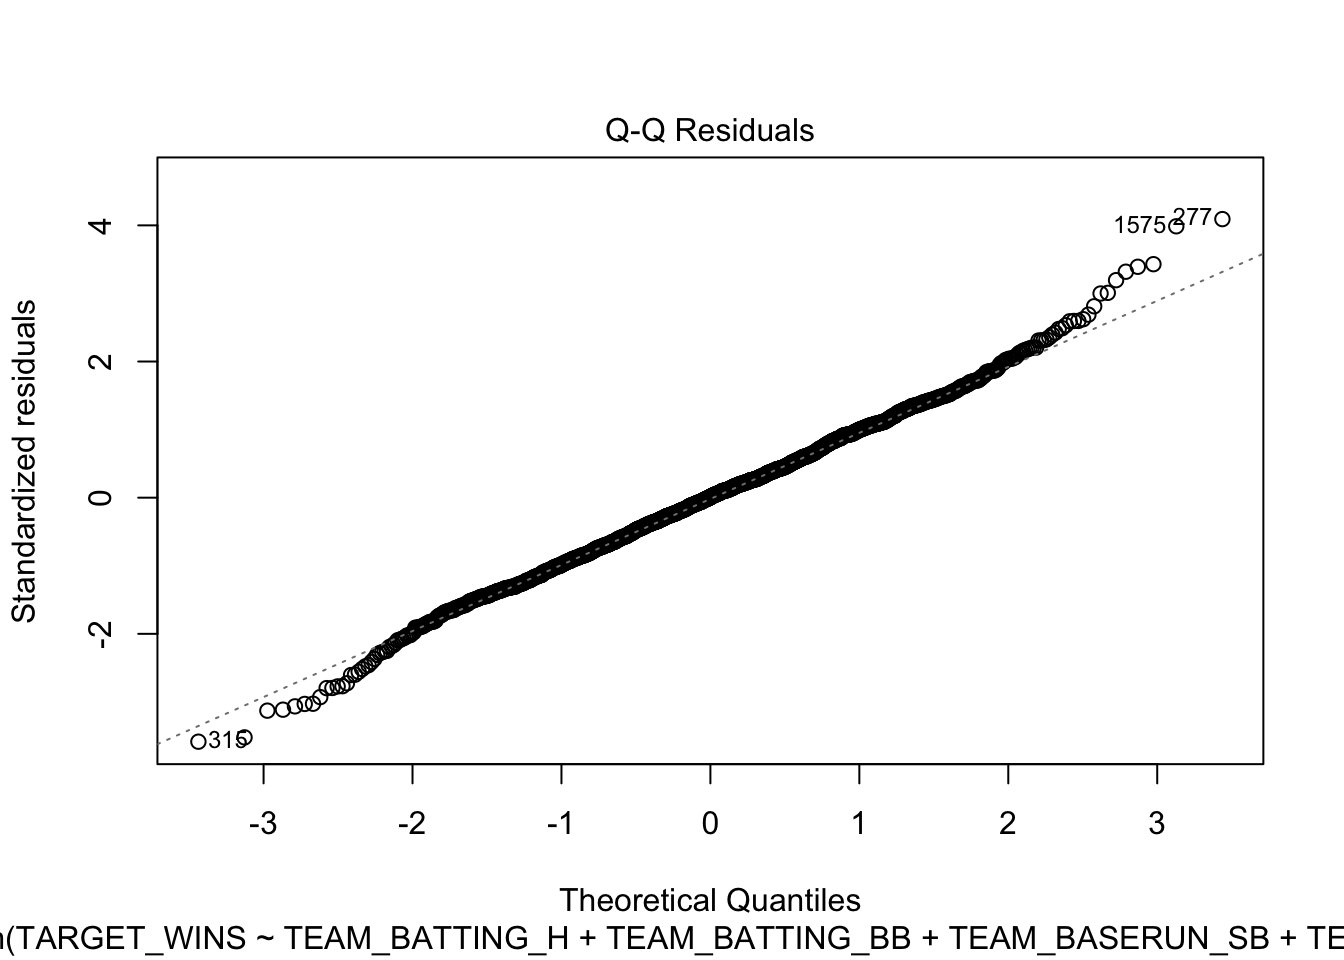 Q-Q Residuals
4
2
0
-2
Standardized residuals
1575
277
315
-3 -2 -1 0 1 2 3
Theoretical Quantiles
(TARGET_WINS ~ TEAM_BATTING_H + TEAM_BATTING_BB + TEAM_BASERUN_SB + TE